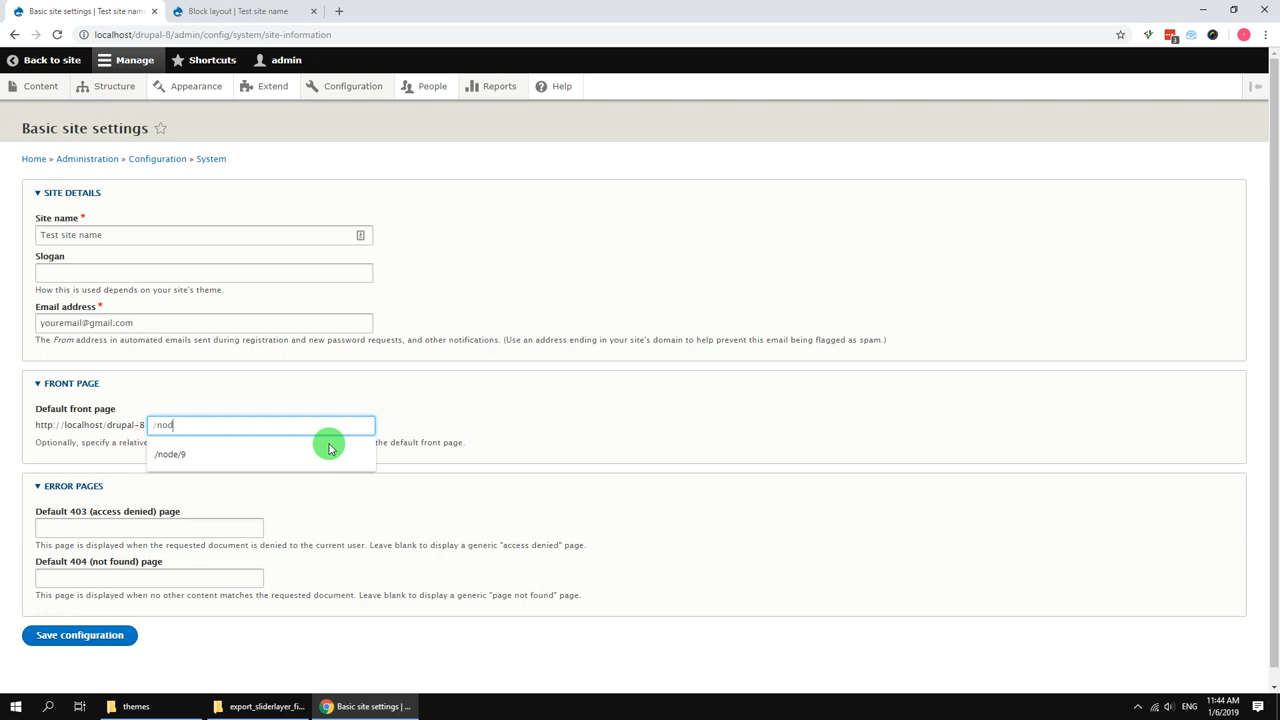 Basic site settings | Test site name
Block layout | Test site name
localhost/drupal-8/admin/config/system/site-information
3
Back to site
Manage
Shortcuts
admin
Content
Structure
Appearance
Extend
Configuration
People
Reports
Help
Basic site settings
Home » Administration » Configuration » System
SITE DETAILS
Site name *
Test site name
Slogan
How this is used depends on your site's theme.
Email address *
youremail@gmail.com
The From address in automated emails sent during registration and new password requests, and other notifications. (Use an address ending in your site's domain to help prevent this email being flagged as spam.)
FRONT PAGE
Default front page
http://localhost/drupal-8 /nod
Optionally, specify a relative the default front page.
/node/9
ERROR PAGES
Default 403 (access denied) page
This page is displayed when the requested document is denied to the current user. Leave blank to display a generic "access denied" page.
Default 404 (not found) page
This page is displayed when no other content matches the requested document. Leave blank to display a generic "page not found" page.
Save configuration
themes
export_sliderlayer_fi...
Basic site settings | ...
ENG
11:44 AM
1/6/2019